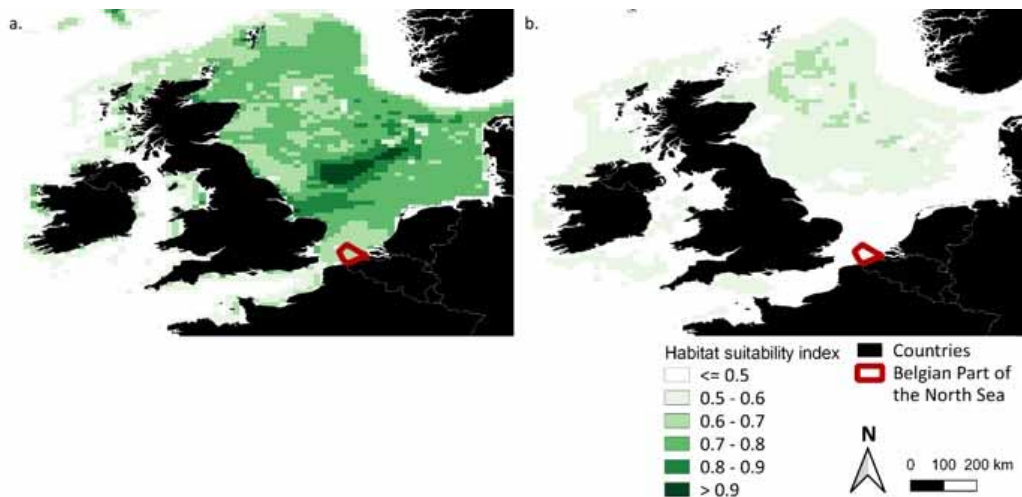 a.
b.
Habitat suitability index
<= 0.5
0.5 - 0.6
0.6 - 0.7
0.7 - 0.8
0.8 - 0.9
> 0.9
Countries
Belgian Part of
the North Sea
N
0 100 200 km